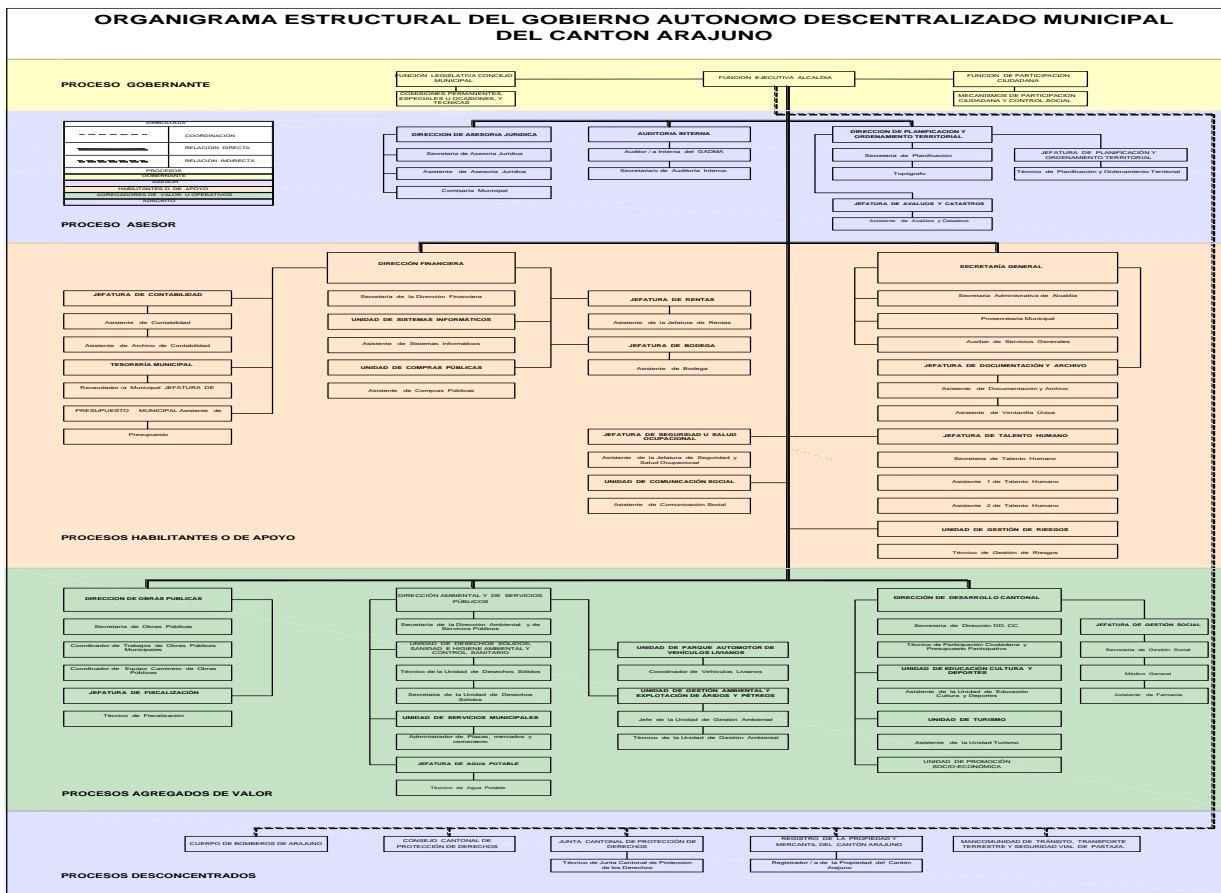 ORGANIGRAMA ESTRUCTURAL DEL GOBIERNO AUTONOMO DESCENTRALIZADO MUNICIPAL
DEL CANTON ARAJUNO
PROCESO GOBERNANTE
FUNCION LEGISLATIVA CONCEJO
MUNICIPAL
COMISIONES PERMANENTES,
ESPECIALES U OCASIONES, Y
TECNICAS
FUNCION EJECUTIVA ALCALDIA
FUNCION DE PARTICIPACION
CIUDADANA
MECANISMOS DE PARTICIPACION
CIUDADANA Y CONTROL SOCIAL
SIMBOLOGIA
COORDINACION
RELACION DIRECTA
RELACION INDIRECTA
PROCESOS
GOBERNANTE
ASESOR
HABILITANTES O DE APOYO
AGREGADORES DE VALOR U OPERATIVOS
ADSCRITO
PROCESO ASESOR
DIRECCION DE ASESORIA JURIDICA
Secretaria de Asesoria Juridica
Asistente de Asesoria Juridica
Comisaria Municipal
AUDITORIA INTERNA
Auditor / a Interna del GADMA
Secretaria/o de Auditoria Interna.
DIRECCION DE PLANIFICACION Y
ORDENAMIENTO TERRITORIAL
Secretaria de Planificación
Topógrafo
JEFATURA DE AVALUOS Y CATASTROS
Asistente de Avalúos y Catastros
JEFATURA DE PLANIFICACIÓN Y
ORDENAMIENTO TERRITORIAL
Técnico de Planificación y Ordenamiento Territorial
DIRECCIÓN FINANCIERA
JEFATURA DE CONTABILIDAD
Asistente de Contabilidad
Asistente de Archivo de Contabilidad
TESORERÍA MUNICIPAL
Recaudador /a Municipal JEFATURA DE
PRESUPUESTO MUNICIPAL Asistente de
Presupuesto
Secretaria de la Dirección Financiera
UNIDAD DE SISTEMAS INFORMÁTICOS
Asistente de Sistemas Informáticos
UNIDAD DE COMPRAS PÚBLICAS
Asistente de Compras Públicas
JEFATURA DE RENTAS
Asistente de la Jefatura de Rentas
JEFATURA DE BODEGA
Asistente de Bodega
JEFATURA DE SEGURIDAD U SALUD
OCUPACIONAL
Asistente de la Jefatura de Seguridad y
Salud Ocupacional
UNIDAD DE COMUNICACIÓN SOCIAL
Asistente de Comunicación Social
SECRETARÍA GENERAL
Secretaria Administrativa de Alcaldía
Prosecretaria Municipal
Auxiliar de Servicios Generales
JEFATURA DE DOCUMENTACIÓN Y ARCHIVO
Asistente de Documentación y Archivo
Asistente de Ventanilla Única
JEFATURA DE TALENTO HUMANO
Secretaria de Talento Humano
Asistente 1 de Talento Humano
Asistente 2 de Talento Humano
UNIDAD DE GESTIÓN DE RIESGOS
Técnico de Gestión de Riesgos
PROCESOS HABILITANTES O DE APOYO
DIRECCION DE OBRAS PUBLICAS
Secretaria de Obras Públicas
Coordinador de Trabajos de Obras Públicas
Municipales
Coordinador de Equipo Caminero de Obras
Públicas
JEFATURA DE FISCALIZACIÓN
Técnico de Fiscalización
DIRECCIÓN AMBIENTAL Y DE SERVICIOS
PÚBLICOS
Secretaria de la Dirección Ambiental y de
Servicios Públicos
UNIDAD DE DESECHOS SÓLIDOS,
SANIDAD E HIGIENE AMBIENTAL Y
CONTROL SANITARIO
Técnico de la Unidad de Desechos Sólidos
Secretaria de la Unidad de Desechos
Sólidos
UNIDAD DE SERVICIOS MUNICIPALES
Administrador de Plazas, mercados y
cementerio
JEFATURA DE AGUA POTABLE
Técnico de Agua Potable
UNIDAD DE PARQUE AUTOMOTOR DE
VEHÍCULOS LIVIANOS
Coordinador de Vehículos Livianos
UNIDAD DE GESTIÓN AMBIENTAL Y
EXPLOTACIÓN DE ÁRIDOS Y PÉTREOS
Jefe de la Unidad de Gestión Ambiental
Técnico de la Unidad de Gestión Ambiental
DIRECCIÓN DE DESARROLLO CANTONAL
Secretaria de Dirección DD. CC.
Técnico de Participación Ciudadana y
Presupuesto Participativo
UNIDAD DE EDUCACIÓN CULTURA Y
DEPORTES
Asistente de la Unidad de Educación
Cultura y Deportes
UNIDAD DE TURISMO
Asistente de la Unidad Turismo
UNIDAD DE PROMOCIÓN
SOCIO-ECONÓMICA
JEFATURA DE GESTIÓN SOCIAL
Secretaria de Gestión Social
Médico General
Asistente de Farmacia
PROCESOS AGREGADOS DE VALOR
CUERPO DE BOMBEROS DE ARAJUNO
CONSEJO CANTONAL DE
PROTECCIÓN DE DERECHOS
JUNTA CANTONAL DE PROTECCIÓN DE
DERECHOS
Técnico de Junta Cantonal de Proteccion
de los Derechos
REGISTRO DE LA PROPIEDAD Y
MERCANTIL DEL CANTÓN ARAJUNO
Registrador / a de la Propiedad del Cantón
Arajuno
MANCOMUNIDAD DE TRÁNSITO, TRANSPORTE
TERRESTRE Y SEGURIDAD VIAL DE PASTAZA.
PROCESOS DESCONCENTRADOS